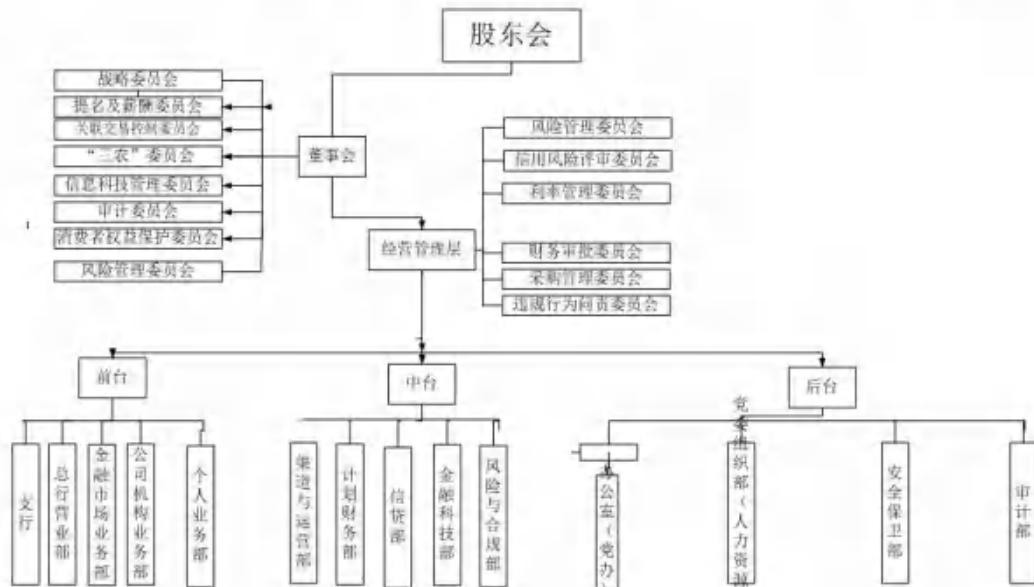 股东会
战略委员会
提名及薪酬委员会
关联交易控制委员会
“三农”委员会
信息科技管理委员会
审计委员会
消费者权益保护委员会
风险管理委员会
董事会
风险管理委员会
信用风险评审委员会
利率管理委员会
经营管理层
财务审批委员会
采购管理委员会
违规行为问责委员会
前台
中台
后台
支行
总行营业部
金融市场业务部
公司机构业务部
个人业务部
渠道与运营部
计划财务部
信贷部
金融科技部
风险与合规部
公室（党办）
党委组织部（人力资源
安全保卫部
审计部